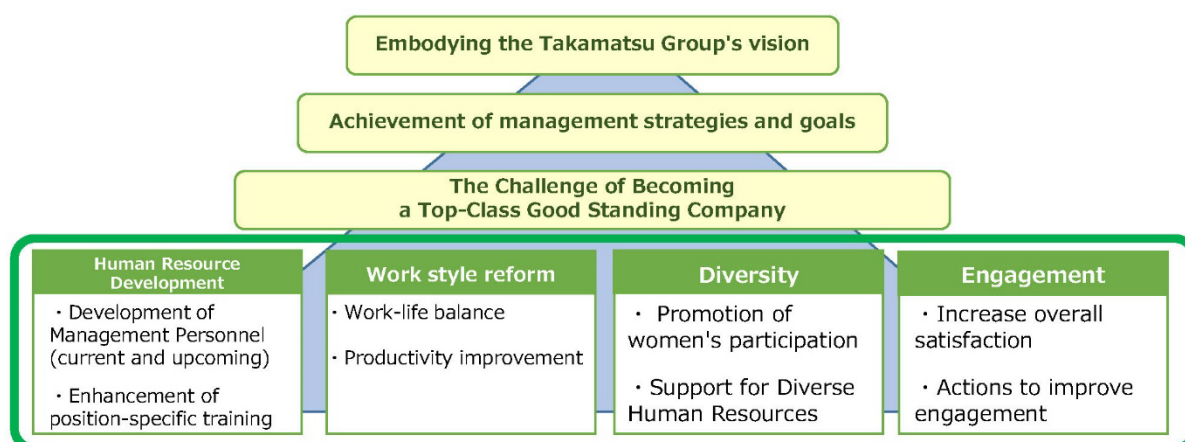 Embodying the Takamatsu Group's vision
Achievement of management strategies and goals
The Challenge of Becoming
a Top-Class Good Standing Company
Human Resource
Development
・Development of
Management Personnel
(current and upcoming)
・Enhancement of
position-specific training
Work style reform
・Work-life balance
・Productivity improvement
Diversity
・ Promotion of
women's participation
・Support for Diverse
Human Resources
Engagement
・Increase overall
satisfaction
・Actions to improve
engagement